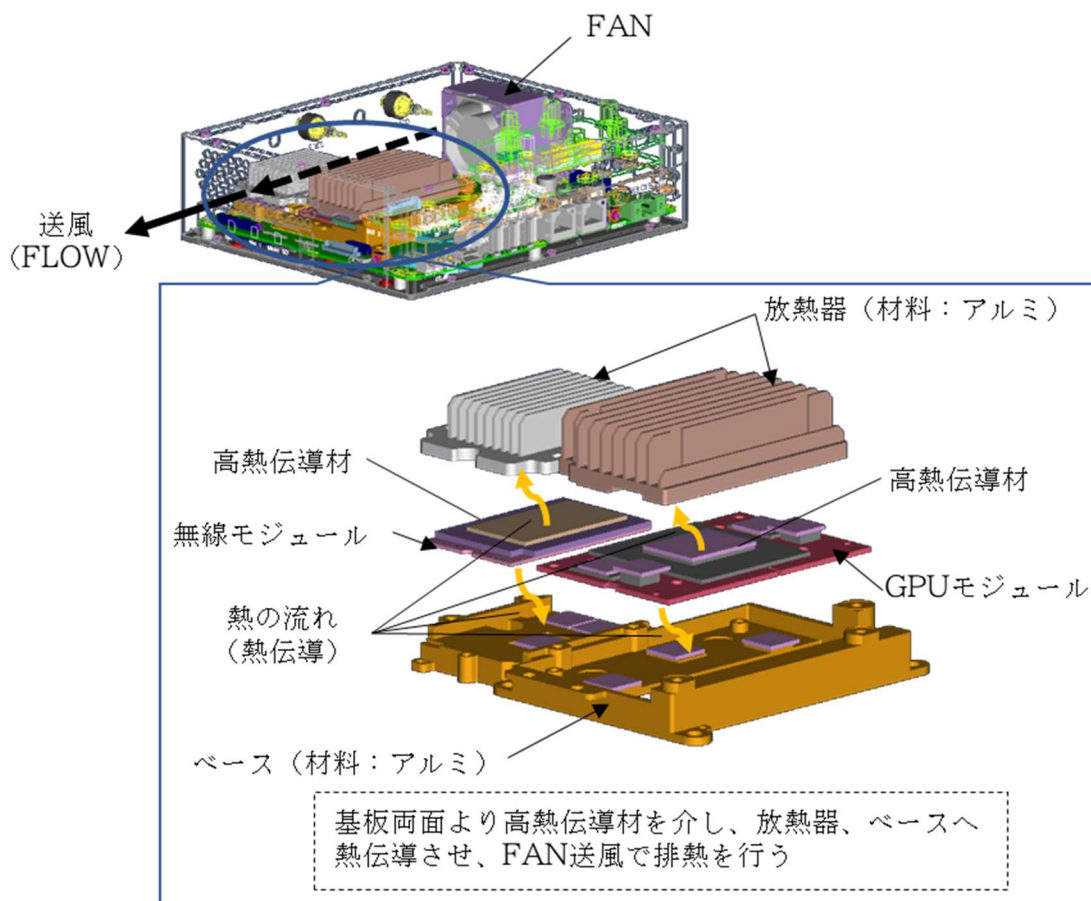 FAN
送風
(FLOW)
放熱器（材料：アルミ）
高熱伝導材
高熱伝導材
無線モジュール
GPUモジュール
熱の流れ
（熱伝導）
ベース（材料：アルミ）
基板両面より高熱伝導材を介し、放熱器、ベースへ
熱伝導させ、FAN送風で排熱を行う